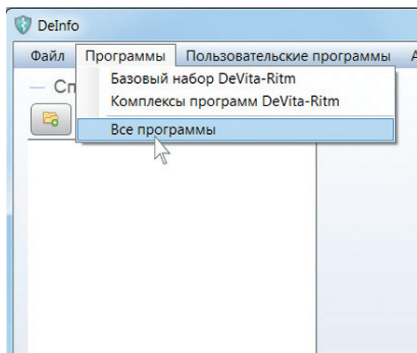 DeInfo
Файл Программы Пользовательские программы
Базовый набор DeVita-Ritm
Комплексы программ DeVita-Ritm
Все программы